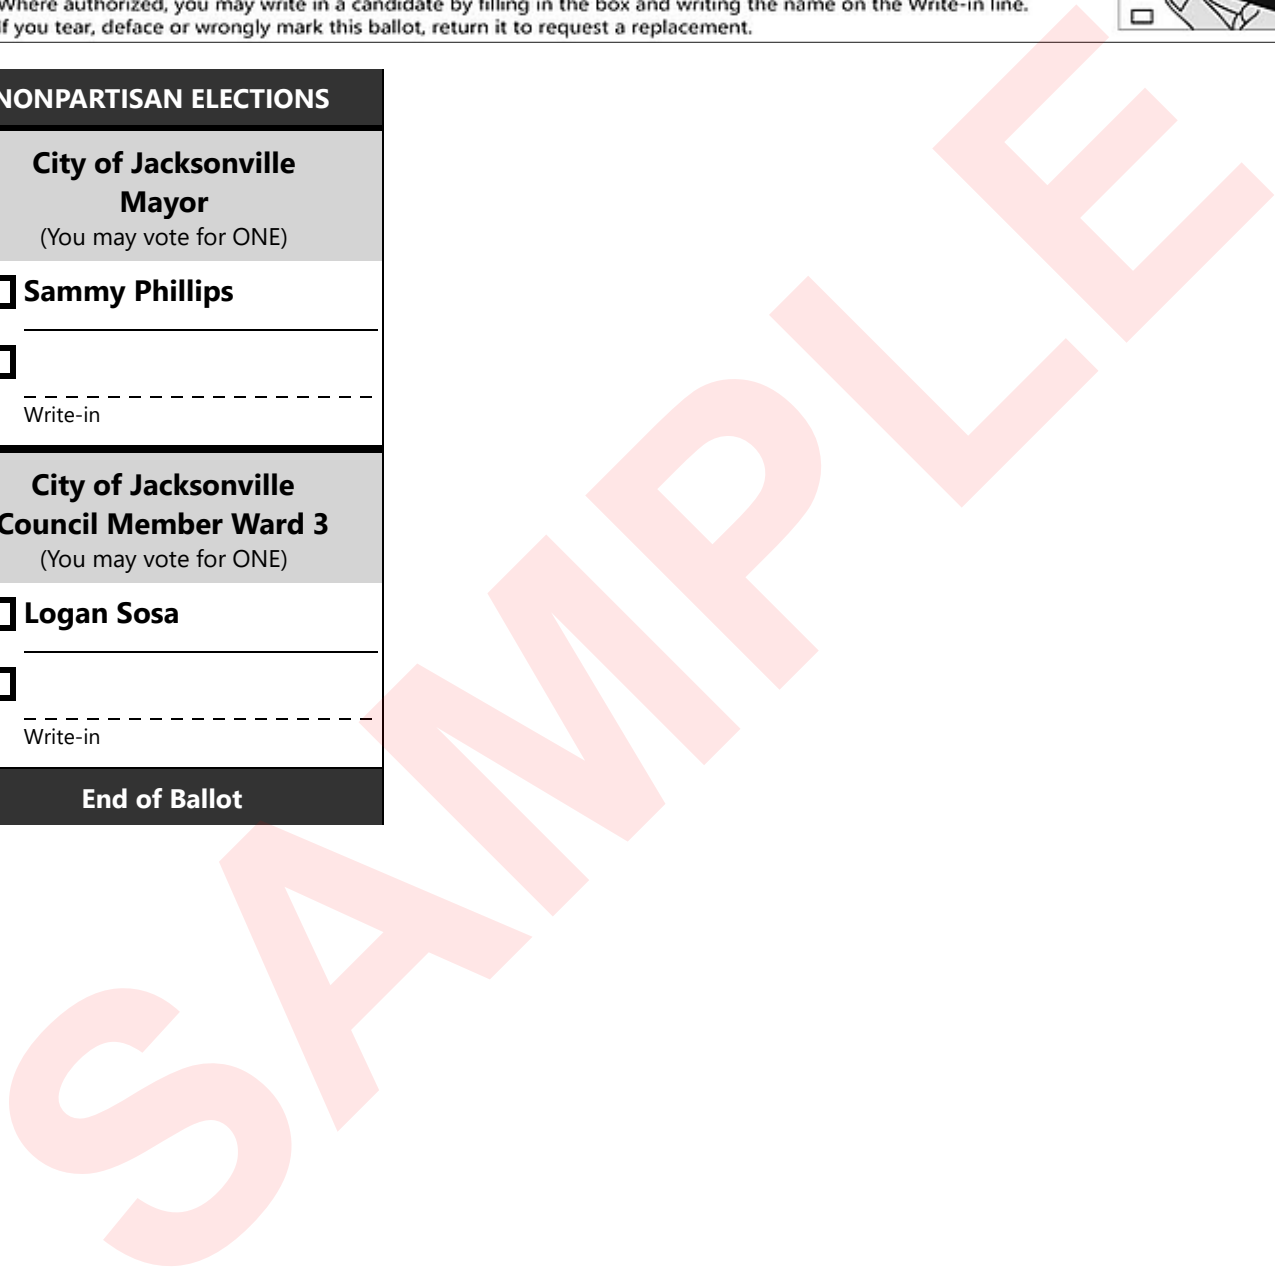 Where authorized, you may write in a candidate by filling in the box and writing the name on the Write-in line.
If you tear, deface or wrongly mark this ballot, return it to request a replacement.
NONPARTISAN ELECTIONS
City of Jacksonville
Mayor
(You may vote for ONE)
Sammy Phillips
Write-in
City of Jacksonville
Council Member Ward 3
(You may vote for ONE)
Logan Sosa
Write-in
End of Ballot
SAMPLE